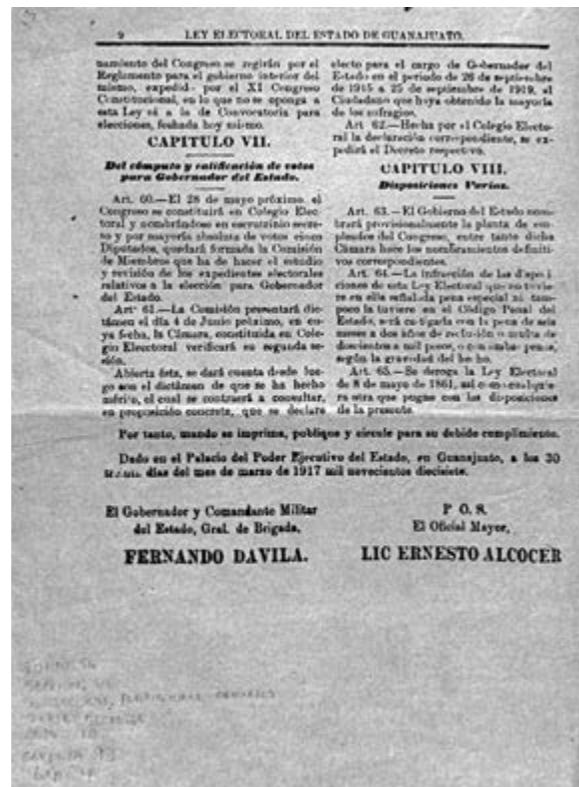 9 LEY ELECTORAL DEL ESTADO DE GUANAJUATO.
namiento del Congreso se regirán por el
Reglamento para el gobierno interior del
mismo, expedid- por el XI Congreso
Constitucional, en lo que no se oponga a
esta Ley ni a la de Convocatoria para
elecciones, fechada hoy mismo.
CAPITULO VII.
Del cómputo y calificación de votos
para Gobernador del Estado.
Art. 60.—El 28 de mayo próximo, el
Congreso se constituirá en Colegio Elec-
toral y nombrándose en escrutinio secre-
to y por mayoría absoluta de votos cinco
Diputados, quedará formada la Comisión
de Miembros que ha de hacer el estudio
y revisión de los expedientes electorales
relativos a la elección para Gobernador
del Estado.
Art. 61.—La Comisión presentará dic-
támen el día 4 de Junio próximo, en cu-
ya fecha, la Cámara, constituida en Cole-
gio Electoral verificará su segunda se-
sión.
Abierta ésta, se dará cuenta desde lue-
go con el dictámen de que se ha hecho
mérito, el cual se contraerá a consultar,
en proposición concreta, que se declare
electo para el cargo de Gobernador del
Estado en el periodo de 26 de septiembre
de 1915 a 25 de septiembre de 1919, al
Ciudadano que haya obtenido la mayoría
de los sufragios.
Art. 62.—Hecha por el Colegio Electo-
ral la declaración correspondiente, se ex-
pedirá el Decreto respectivo.
CAPITULO VIII.
Disposiciones Varias.
Art. 63.—El Gobierno del Estado nom-
brará provisionalmente la planta de em-
pleados del Congreso, entre tanto dicha
Cámara hace los nombramientos definiti-
vos correspondientes.
Art. 64.—La infracción de las disposi-
ciones de esta Ley Electoral que no tuvie-
re en ella señalada pena especial ni tam-
poco la tuviere en el Código Penal del
Estado, será castigada con la pena de seis
meses a dos años de reclusión o multa de
doscientos a mil pesos, o con ambas penas,
según la gravedad del hecho.
Art. 65.—Se deroga la Ley Electoral
de 8 de mayo de 1861, así como cualquie-
ra otra que pugne con las disposiciones
de la presente.
Por tanto, mando se imprima, publique y circule para su debido cumplimiento.
Dado en el Palacio del Poder Ejecutivo del Estado, en Guanajuato, a los 30
días del mes de marzo de 1917 mil novecientos diecisiete.
El Gobernador y Comandante Militar
del Estado, Gral. de Brigada,
FERNANDO DAVILA.
P. O. S.
El Oficial Mayor,
LIC ERNESTO ALCOCER